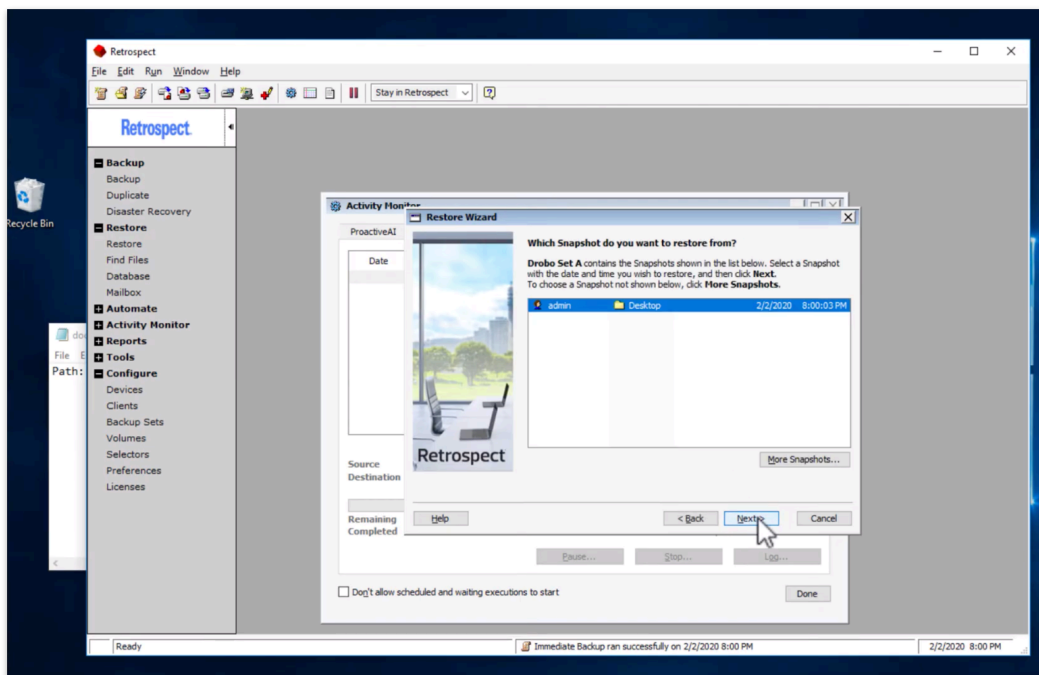 Retrospect
File Edit Run Window Help
Stay in Retrospect
Retrospect
Backup
Backup
Duplicate
Disaster Recovery
Restore
Restore
Find Files
Database
Mailbox
Automate
Activity Monitor
Reports
Tools
Configure
Devices
Clients
Backup Sets
Volumes
Selectors
Preferences
Licenses
Recycle Bin
File
Path:
Activity Monitor
ProactiveAI
Date
Source
Destination
Remaining
Completed
Pause... Stop... Log...
Don't allow scheduled and waiting executions to start
Done
Restore Wizard
Which Snapshot do you want to restore from?
Drobo Set A contains the Snapshots shown in the list below. Select a Snapshot
with the date and time you wish to restore, and then click Next.
To choose a Snapshot not shown below, click More Snapshots.
admin Desktop 2/2/2020 8:00:03 PM
Retrospect
More Snapshots...
Help < Back Next > Cancel
Ready Immediate Backup ran successfully on 2/2/2020 8:00 PM 2/2/2020 8:00 PM